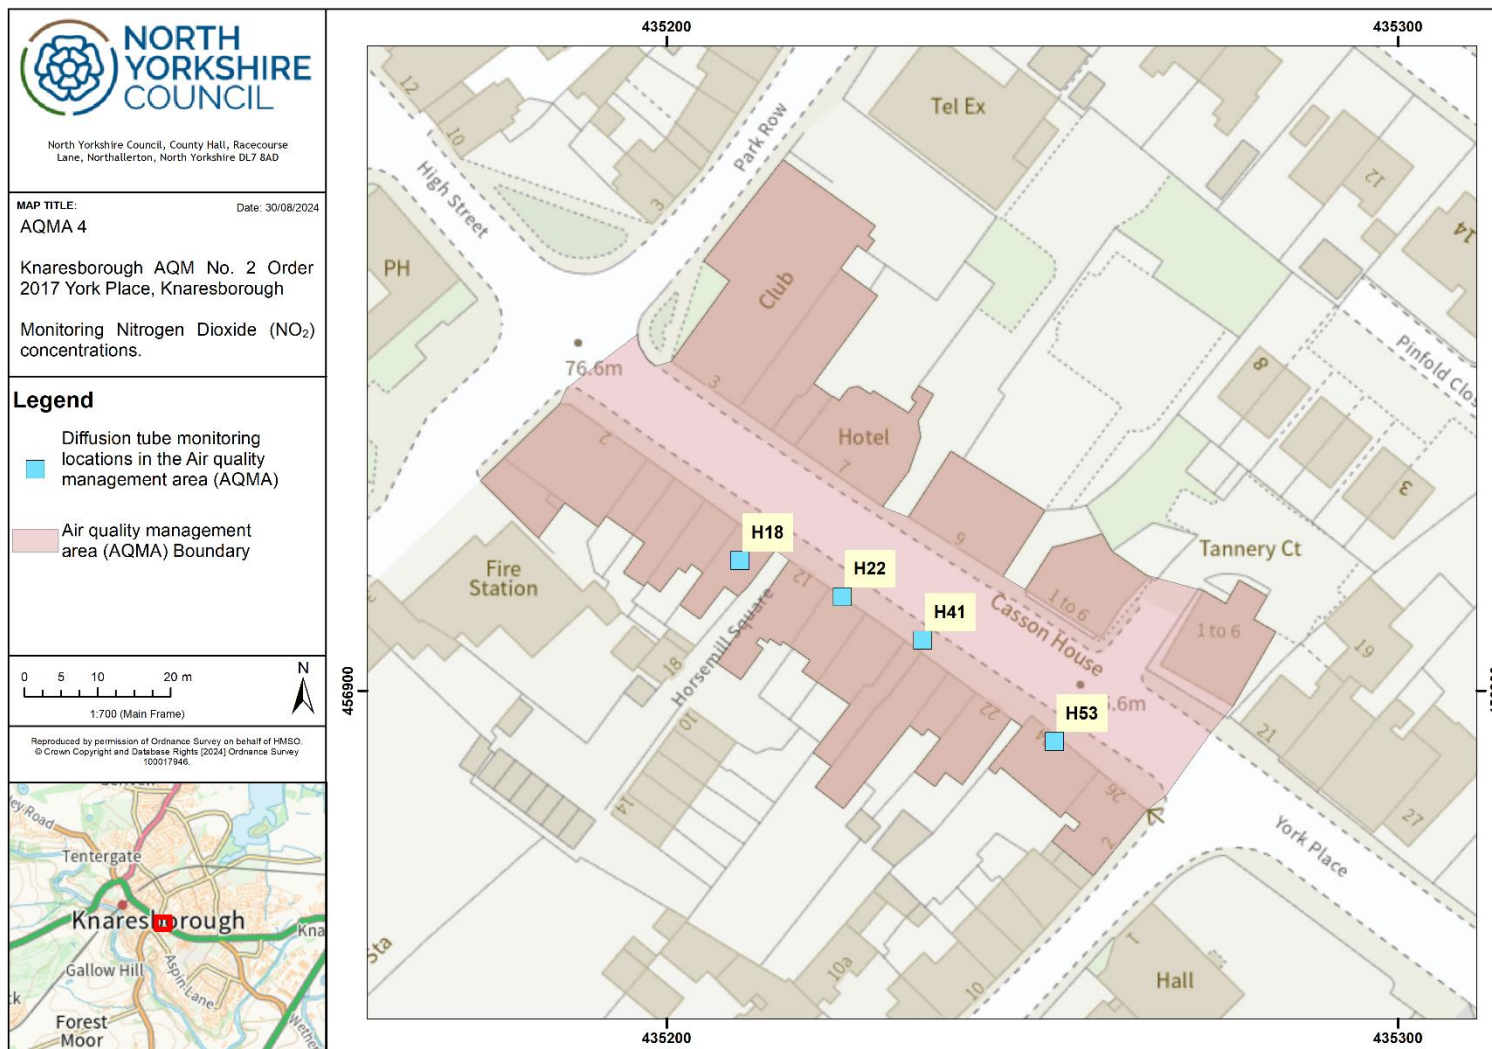 NORTH
YORKSHIRE
COUNCIL
North Yorkshire Council, County Hall, Racecourse
Lane, Northallerton, North Yorkshire DL7 8AD
MAP TITLE:
Date: 30/08/2024
AQMA 4
Knaresborough AQM No. 2 Order
2017 York Place, Knaresborough
Monitoring Nitrogen Dioxide (NO₂)
concentrations.
Legend
Diffusion tube monitoring
locations in the Air quality
management area (AQMA)
Air quality management
area (AQMA) Boundary
0 5 10 20 m
N
1:700 (Main Frame)
Reproduced by permission of Ordnance Survey on behalf of HMSO.
© Crown Copyright and Database Rights [2024] Ordnance Survey
100017946.
ey Road
Tentergate
Knaresborough
Kna
Gallow Hill
Aspin Lane
Forest
Moor
435200
435300
456900
12
10
High Street
Park Row
3
Tel Ex
12
14
PH
Club
76.6m
3
Pinfold Clos
8
3
Hotel
7
2
9
Tannery Ct
H18
Fire
Station
12
H22
1 to 6
Casson House
1 to 6
H41
19
18
Horsemill Square
10
14
22
H53
6.6m
21
26
2
27
York Place
Sta
10a
10
1
Hall
435200
435300